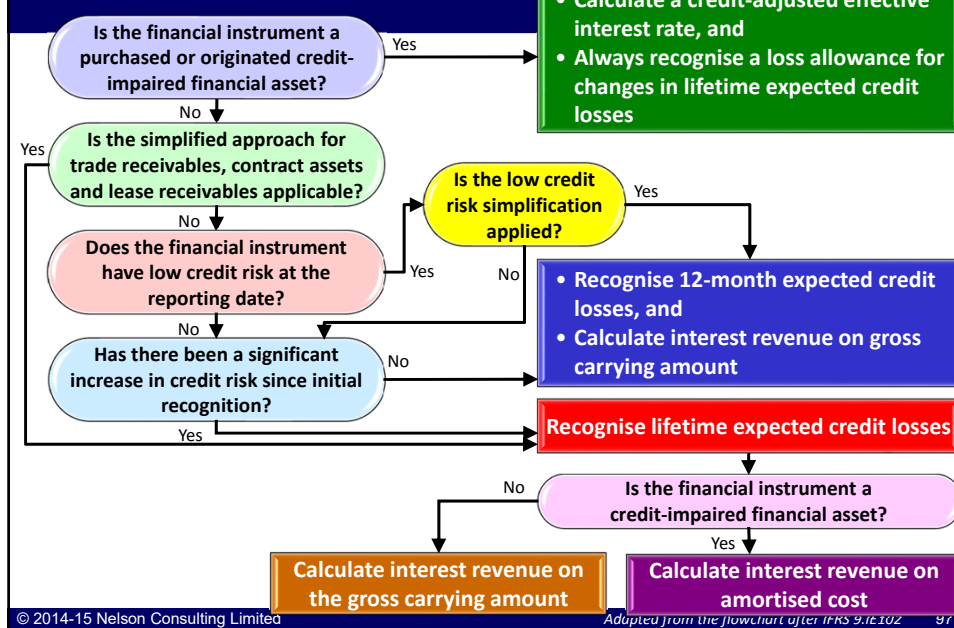 • Calculate a credit-adjusted effective
interest rate, and
• Always recognise a loss allowance for
changes in lifetime expected credit
losses
Is the financial instrument a
purchased or originated credit-
impaired financial asset?
Yes
No
Is the simplified approach for
trade receivables, contract assets
and lease receivables applicable?
Yes
No
Is the low credit
risk simplification
applied?
Yes
No
Does the financial instrument
have low credit risk at the
reporting date?
Yes
No
• Recognise 12-month expected credit
losses, and
• Calculate interest revenue on gross
carrying amount
Has there been a significant
increase in credit risk since initial
recognition?
No
Yes
Recognise lifetime expected credit losses
Is the financial instrument a
credit-impaired financial asset?
No
Yes
Calculate interest revenue on
the gross carrying amount
Calculate interest revenue on
amortised cost
© 2014-15 Nelson Consulting Limited
Adapted from the flowchart after IFRS 9.IE102
97